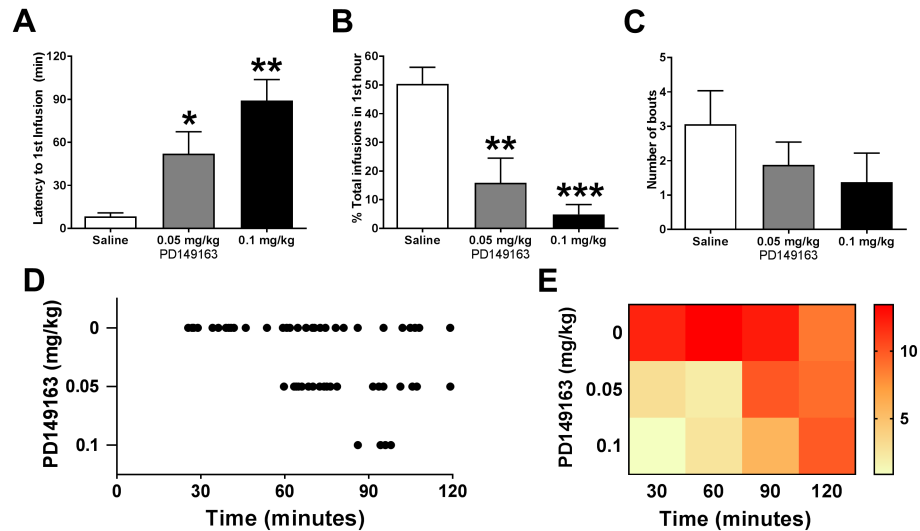 A
Latency to 1st Infusion (min)
120
90
60
30
0
*
**
Saline
0.05 mg/kg
0.1 mg/kg
PD149163
B
% Total infusions in 1st hour
60
50
40
30
20
10
0
**
***
Saline
0.05 mg/kg
0.1 mg/kg
PD149163
C
Number of bouts
5
4
3
2
1
0
Saline
0.05 mg/kg
0.1 mg/kg
PD149163
D
PD149163 (mg/kg)
0
0.05
0.1
0 30 60 90 120
Time (minutes)
E
PD149163 (mg/kg)
0
0.05
0.1
30 60 90 120
Time (minutes)
10
5